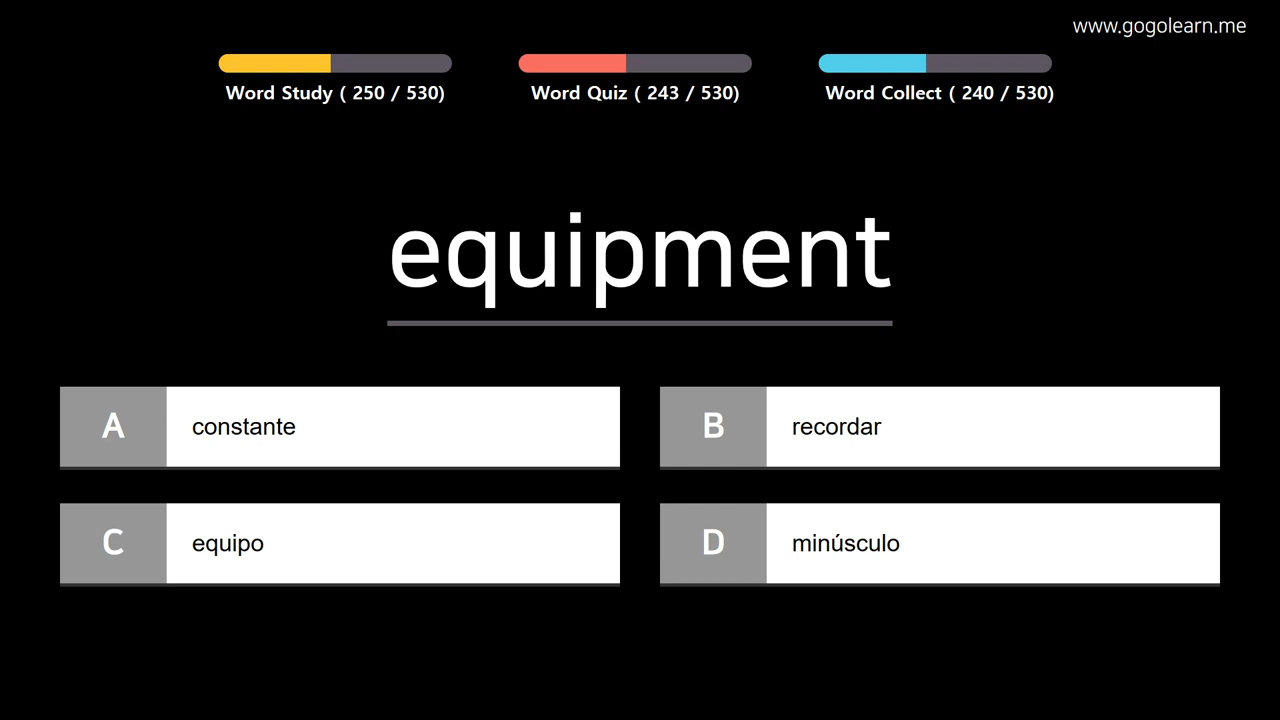 www.gogolearn.me
Word Study ( 250 / 530)
Word Quiz ( 243 / 530)
Word Collect ( 240 / 530)
equipment
A constante
B recordar
C equipo
D minúsculo